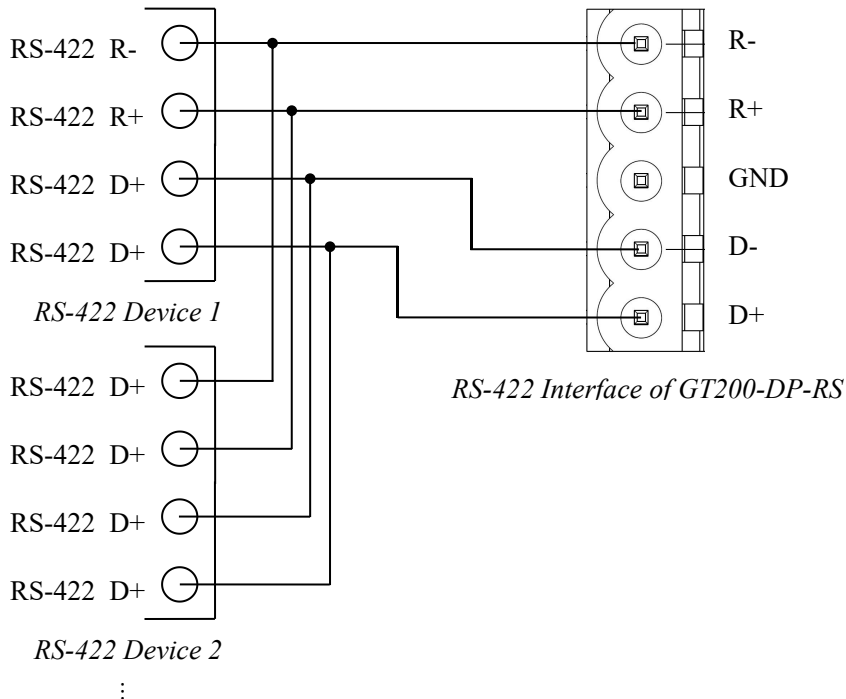 RS-422 R-
RS-422 R+
RS-422 D+
RS-422 D+
RS-422 Device 1
RS-422 D+
RS-422 D+
RS-422 D+
RS-422 D+
RS-422 Device 2
⋮
R-
R+
GND
D-
D+
RS-422 Interface of GT200-DP-RS